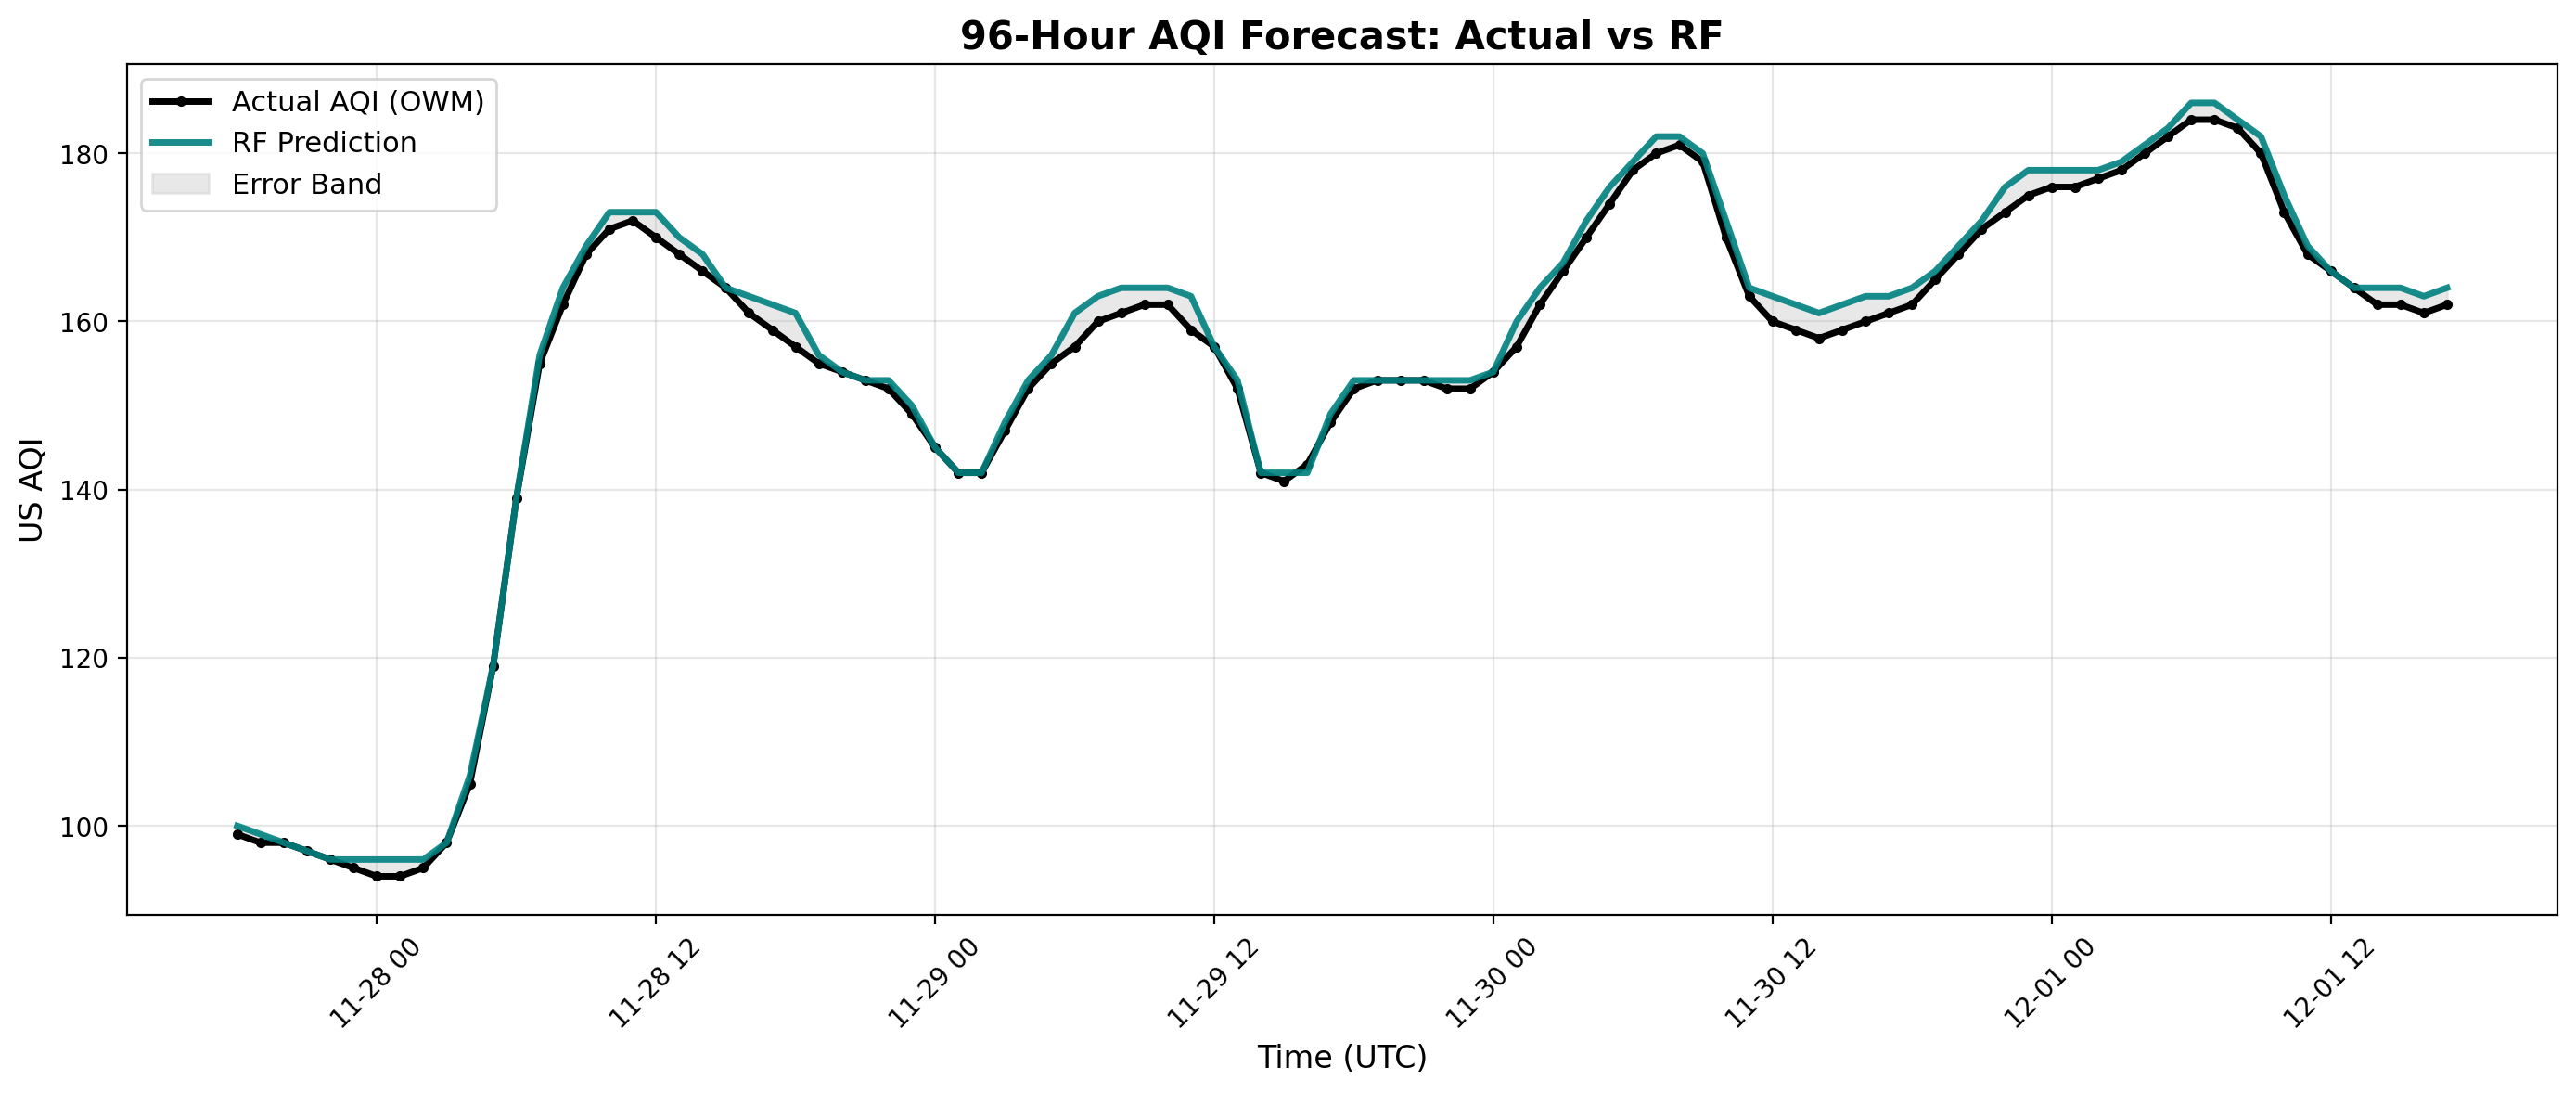 96-Hour AQI Forecast: Actual vs RF
Actual AQI (OWM)
RF Prediction
Error Band
US AQI
180
160
140
120
100
11-28 00
11-28 12
11-29 00
11-29 12
11-30 00
11-30 12
12-01 00
12-01 12
Time (UTC)